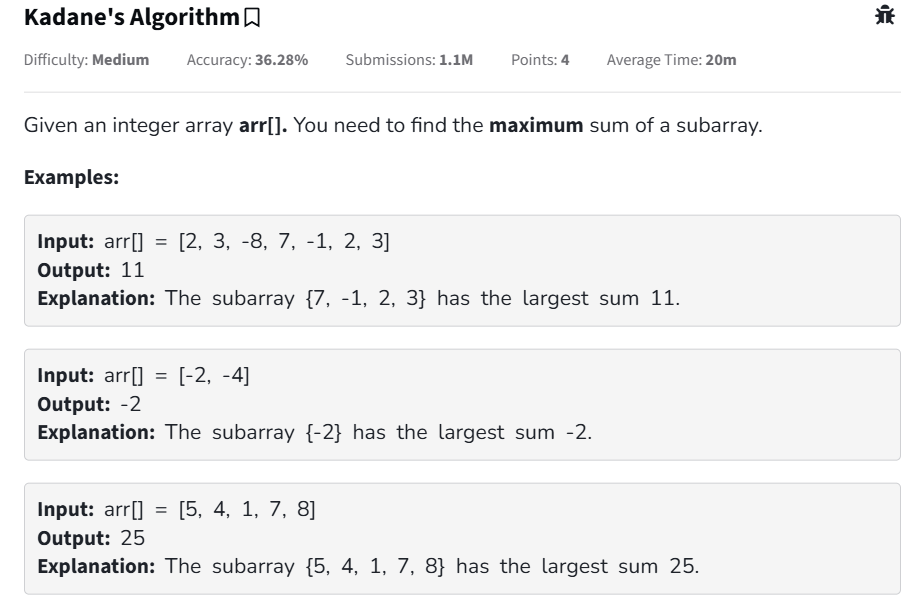 Kadane's Algorithm
Difficulty: Medium Accuracy: 36.28% Submissions: 1.1M Points: 4 Average Time: 20m
Given an integer array arr[]. You need to find the maximum sum of a subarray.
Examples:
Input: arr[] = [2, 3, -8, 7, -1, 2, 3]
Output: 11
Explanation: The subarray {7, -1, 2, 3} has the largest sum 11.
Input: arr[] = [-2, -4]
Output: -2
Explanation: The subarray {-2} has the largest sum -2.
Input: arr[] = [5, 4, 1, 7, 8]
Output: 25
Explanation: The subarray {5, 4, 1, 7, 8} has the largest sum 25.